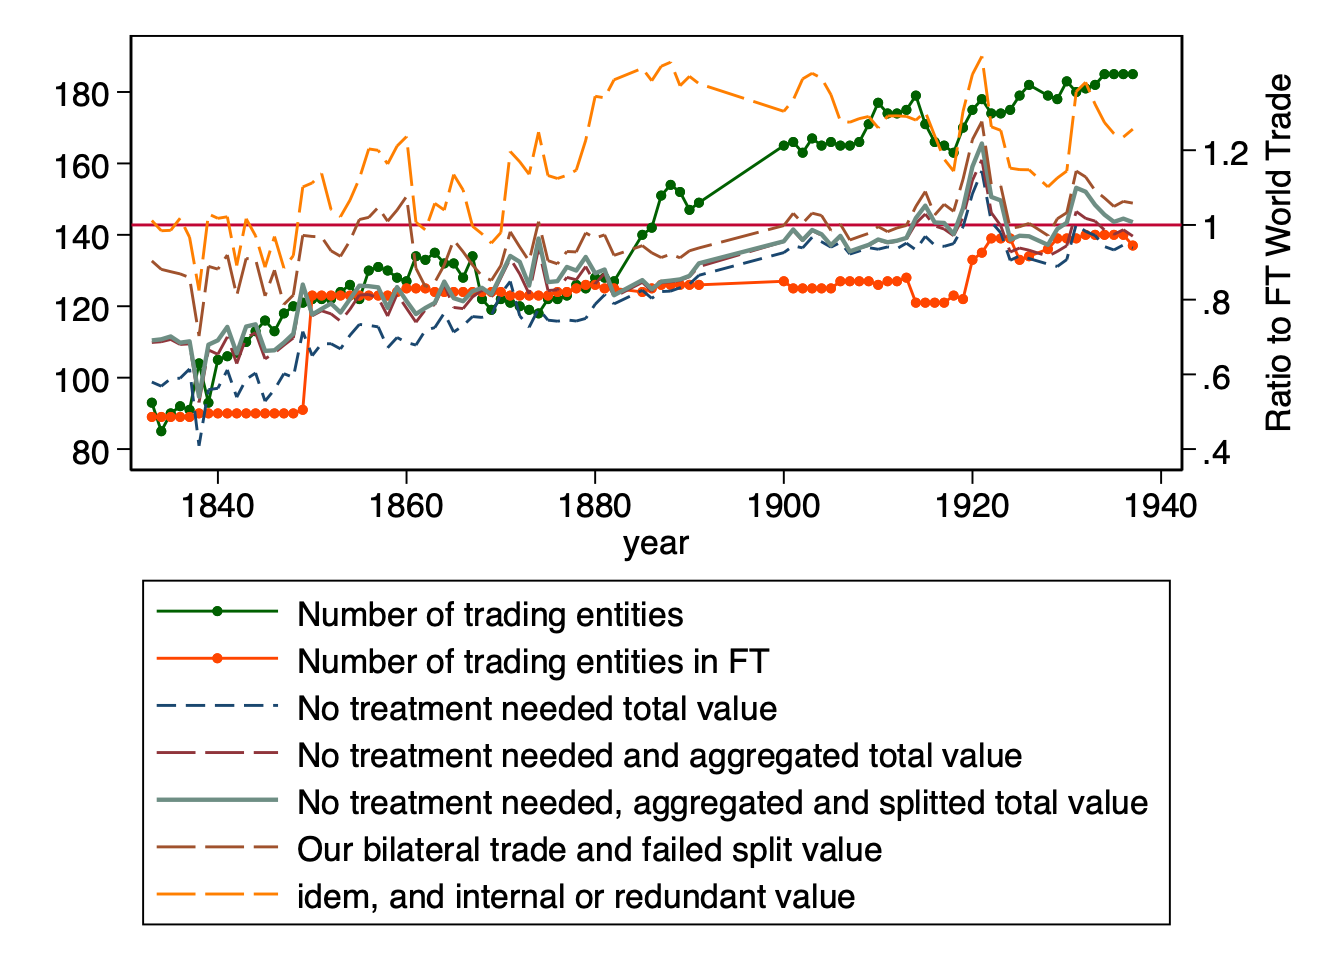 180
160
140
120
100
80
1.2
1
.8
.6
.4
Ratio to FT World Trade
1840
1860
1880
1900
1920
1940
year
Number of trading entities
Number of trading entities in FT
No treatment needed total value
No treatment needed and aggregated total value
No treatment needed, aggregated and splitted total value
Our bilateral trade and failed split value
idem, and internal or redundant value